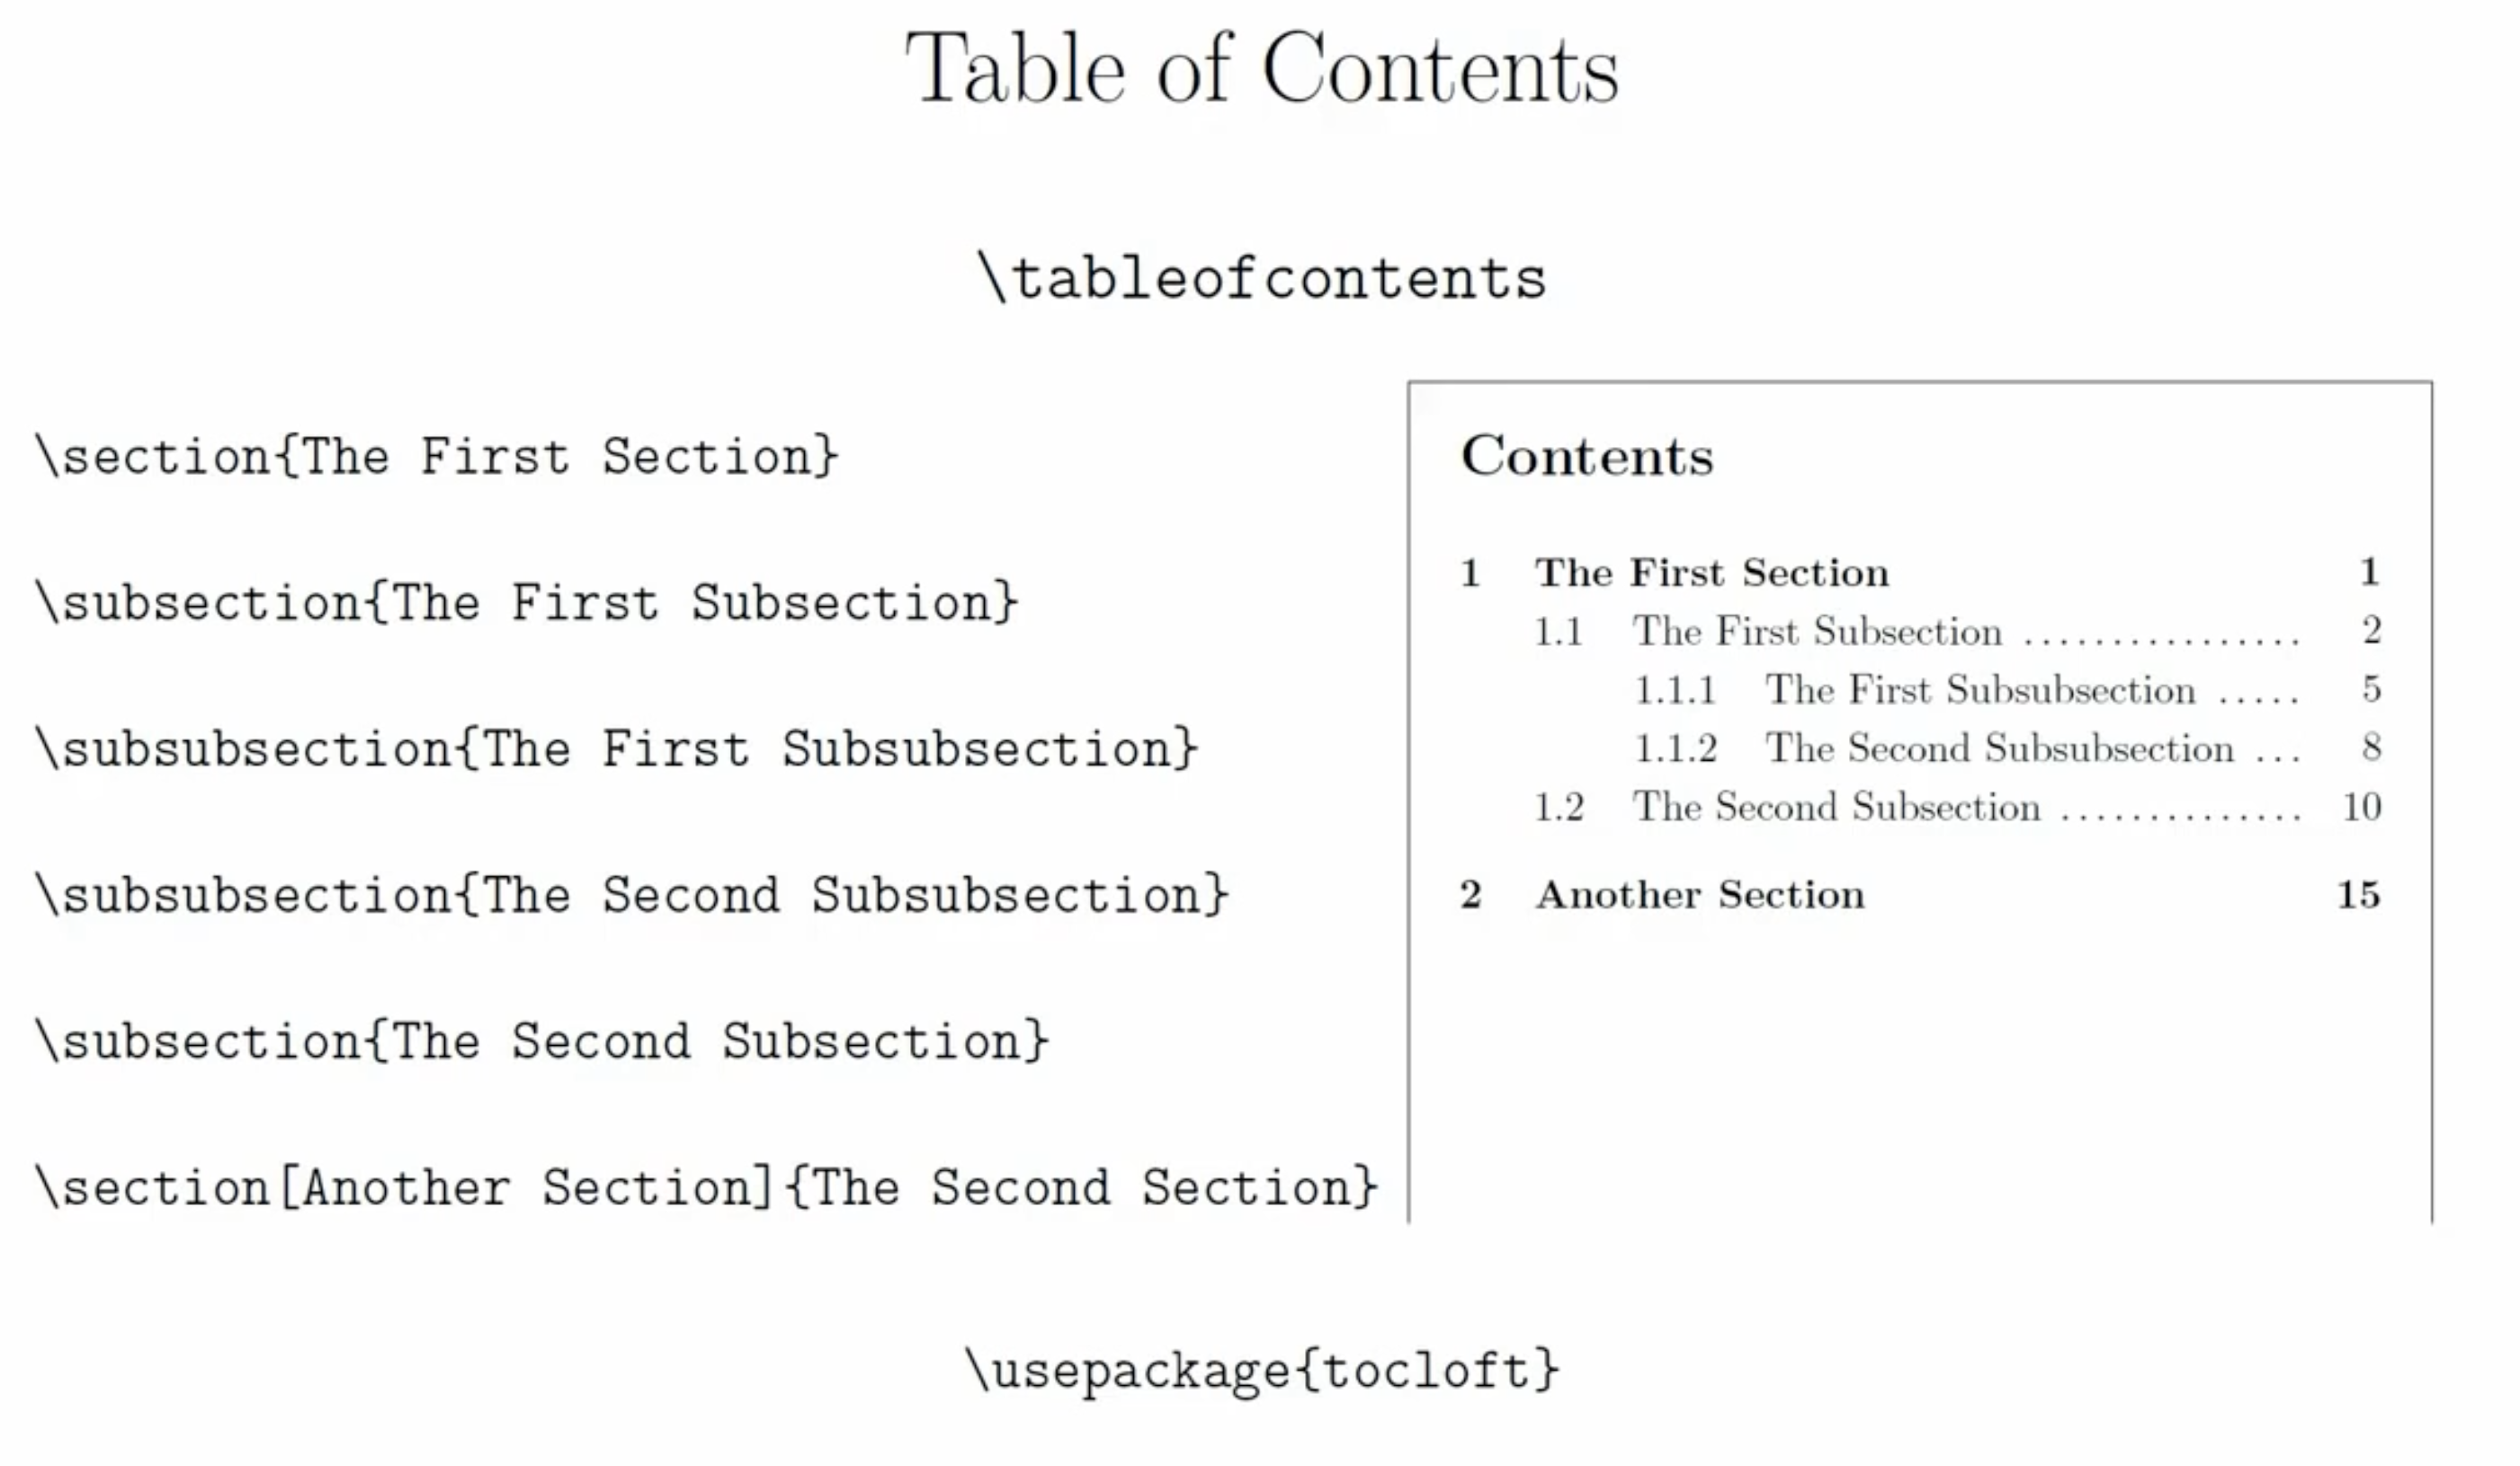 Table of Contents
\tableofcontents
\section{The First Section}
\subsection{The First Subsection}
\subsubsection{The First Subsubsection}
\subsubsection{The Second Subsubsection}
\subsection{The Second Subsection}
\section[Another Section]{The Second Section}
Contents
1 The First Section 1
1.1 The First Subsection ................ 2
1.1.1 The First Subsubsection ..... 5
1.1.2 The Second Subsubsection ... 8
1.2 The Second Subsection .............. 10
2 Another Section 15
\usepackage{tocloft}